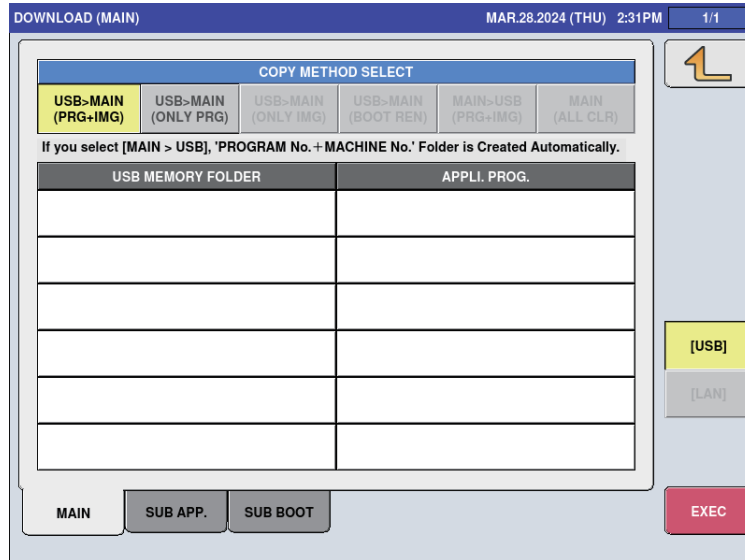 DOWNLOAD (MAIN) MAR.28.2024 (THU) 2:31PM 1/1
COPY METHOD SELECT
USB>MAIN (PRG+IMG)
USB>MAIN (ONLY PRG)
USB>MAIN (ONLY IMG)
USB>MAIN (BOOT REN)
MAIN>USB (PRG+IMG)
MAIN (ALL CLR)
If you select [MAIN > USB], 'PROGRAM No.＋MACHINE No.' Folder is Created Automatically.
USB MEMORY FOLDER APPLI. PROG.
[USB]
[LAN]
MAIN SUB APP. SUB BOOT EXEC